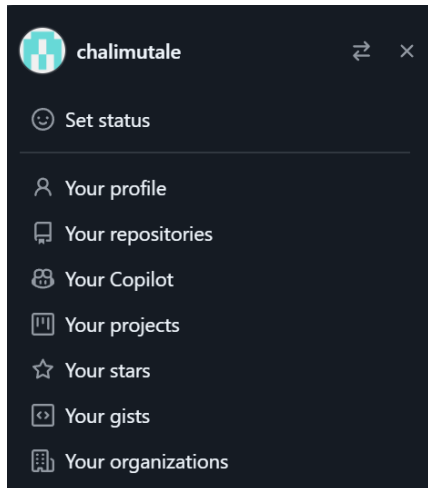 chalimutale
Set status
Your profile
Your repositories
Your Copilot
Your projects
Your stars
Your gists
Your organizations